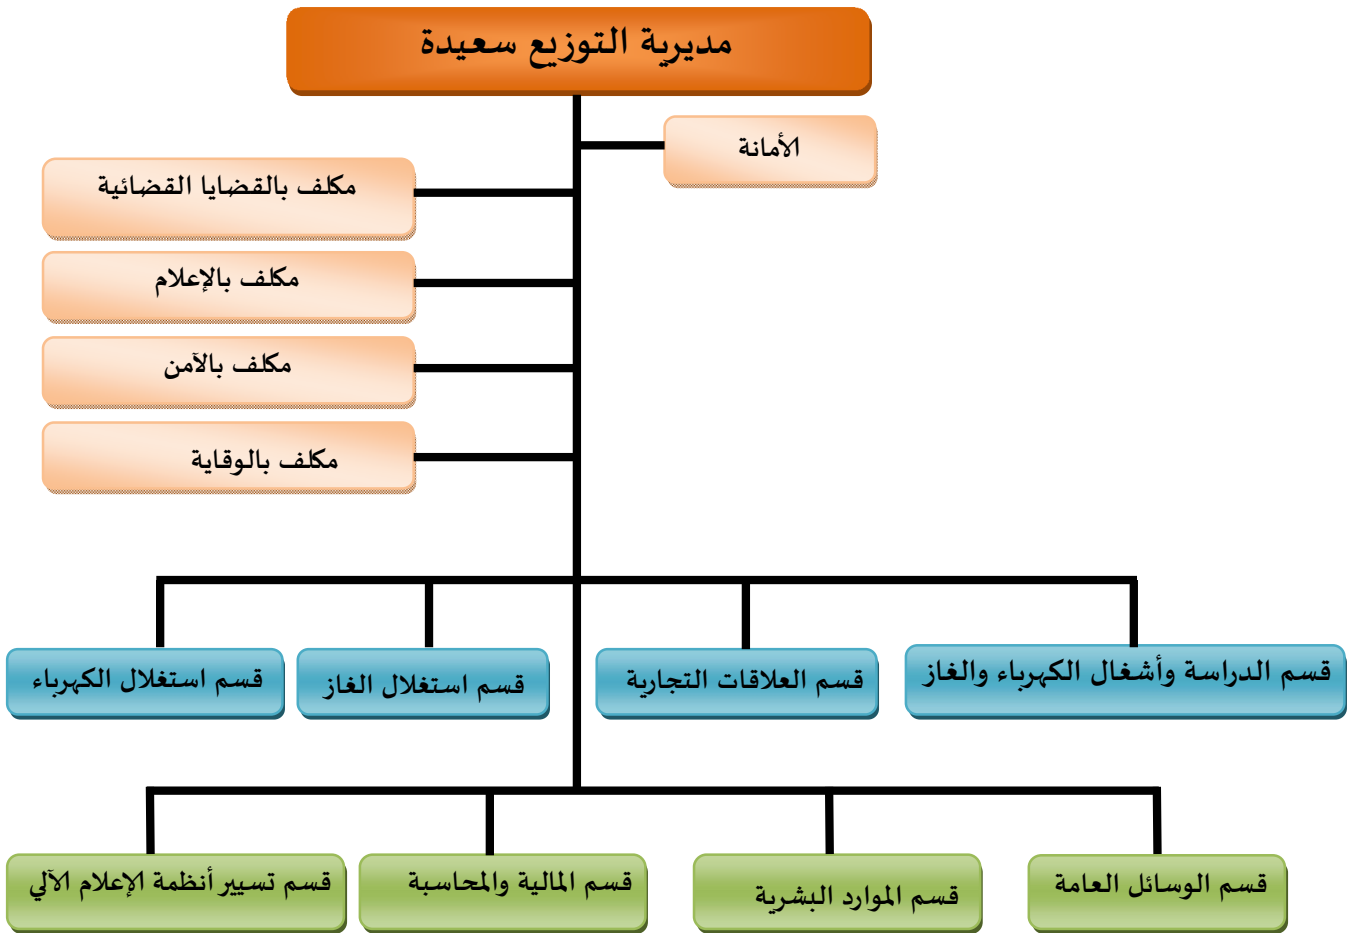 مديرية التوزيع سعيدة
الأمانة
مكلف بالقضايا القضائية
مكلف بالإعلام
مكلف بالآمن
مكلف بالوقاية
قسم الدراسة وأشغال الكهرباء والغاز
قسم العلاقات التجارية
قسم استغلال الغاز
قسم استغلال الكهرباء
قسم الوسائل العامة
قسم الموارد البشرية
قسم المالية والمحاسبة
قسم تسيير أنظمة الإعلام الآلي